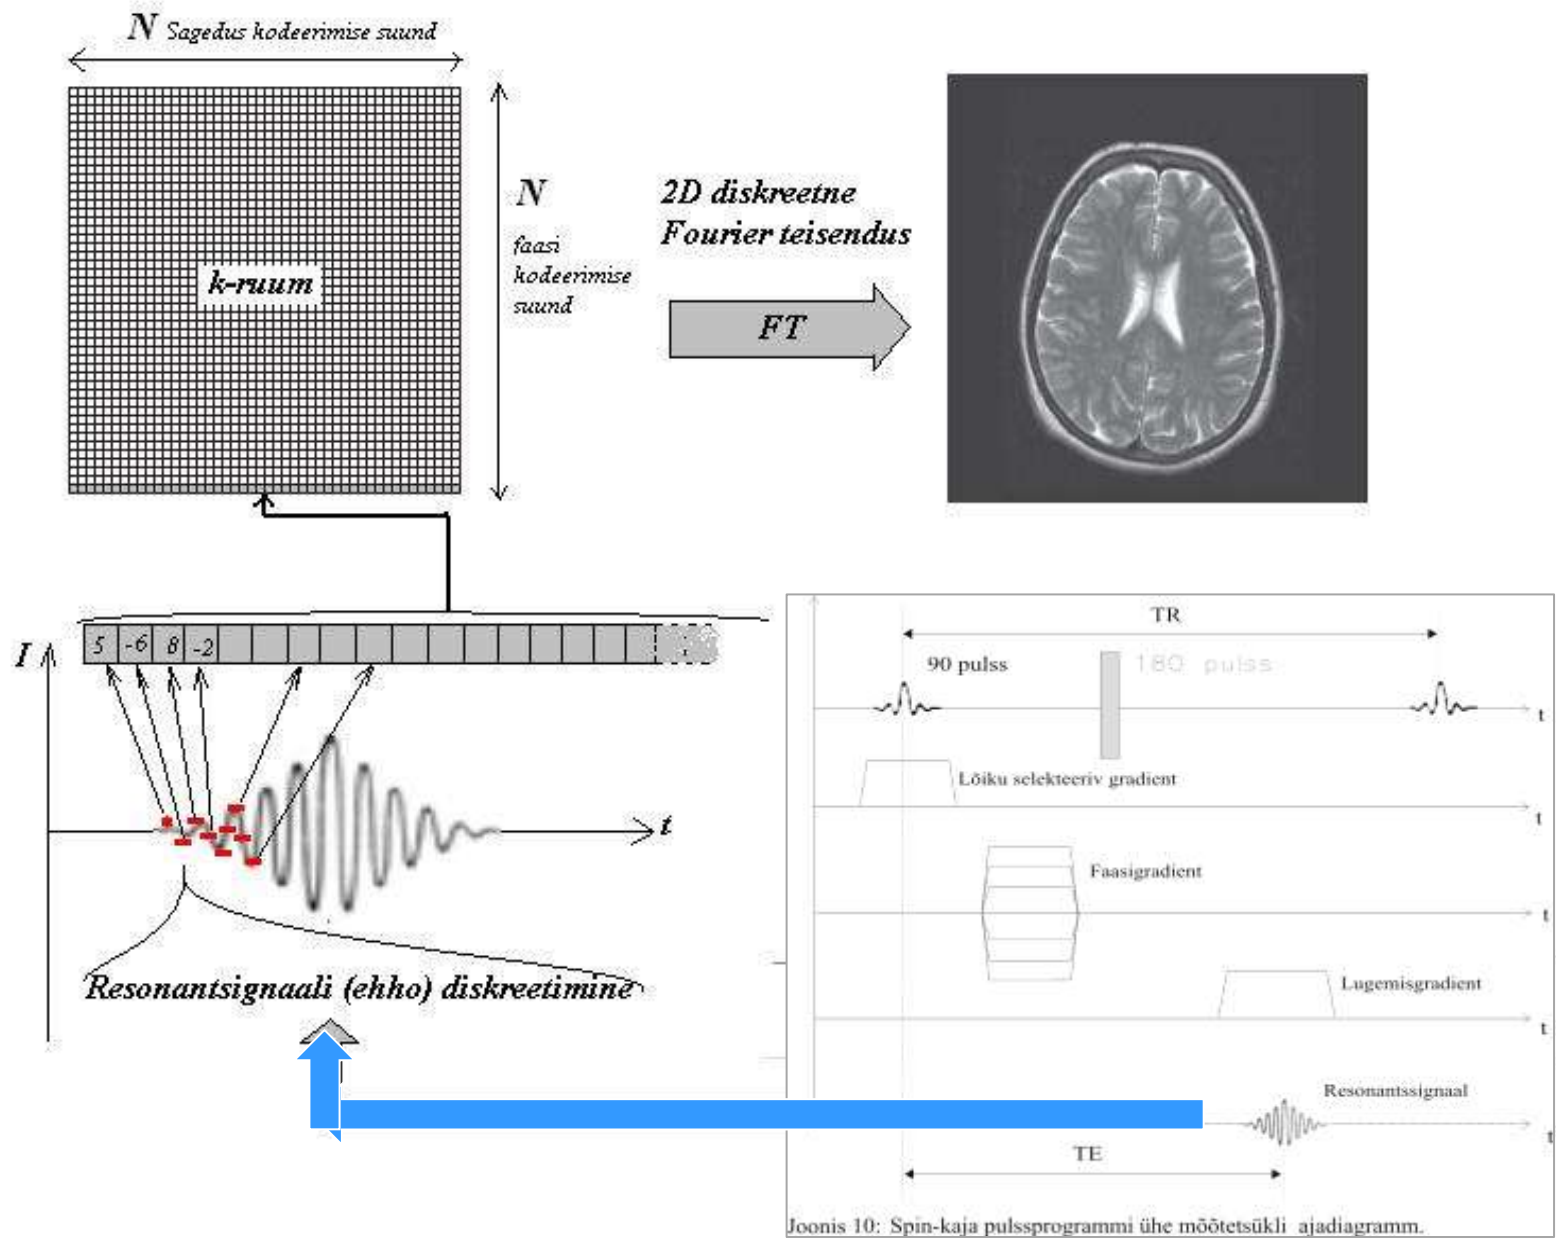 N Sagedus kodeerimise suund
N
faasi
kodeerimise
suund
k-ruum
2D diskreetne
Fourier teisendus
FT
5 -6 8 -2
I
t
Resonantsignaali (ehho) diskreetimine
TR
90 pulss
180 pulss
t
Lõiku selekteeriv gradient
t
Faasigradient
t
Lugemisgradient
t
Resonantssignaal
t
TE
Joonis 10: Spin-kaja pulssprogrammi ühe mõõtetsükli ajadiagramm.